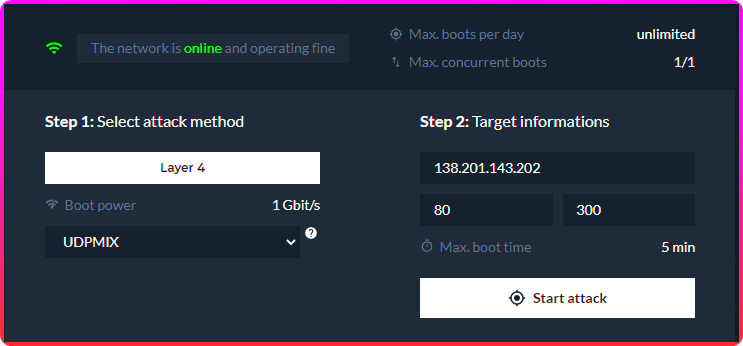 The network is online and operating fine
Max. boots per day unlimited
Max. concurrent boots 1/1
Step 1: Select attack method
Layer 4
Boot power 1 Gbit/s
UDPMIX
?
Step 2: Target informations
138.201.143.202
80 300
Max. boot time 5 min
Start attack